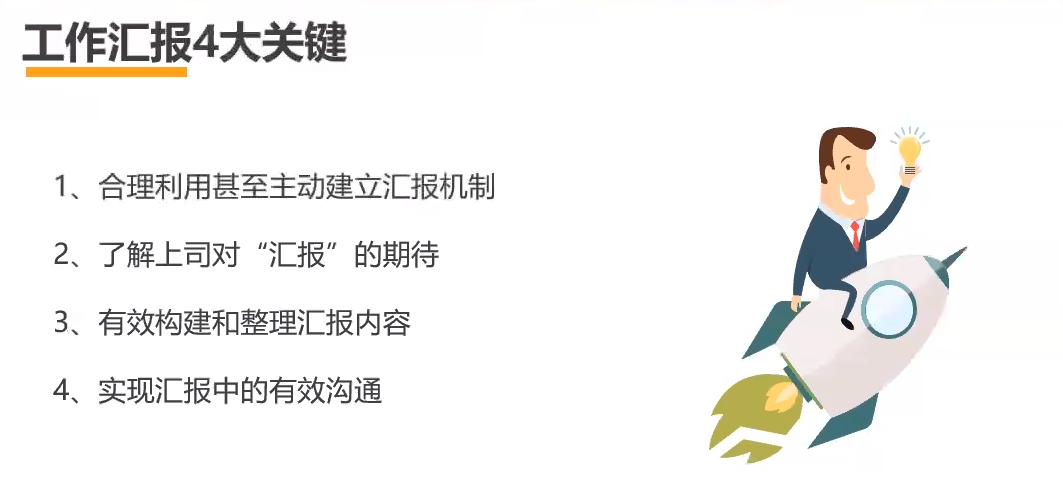 工作汇报4大关键
1、合理利用甚至主动建立汇报机制
2、了解上司对“汇报”的期待
3、有效构建和整理汇报内容
4、实现汇报中的有效沟通